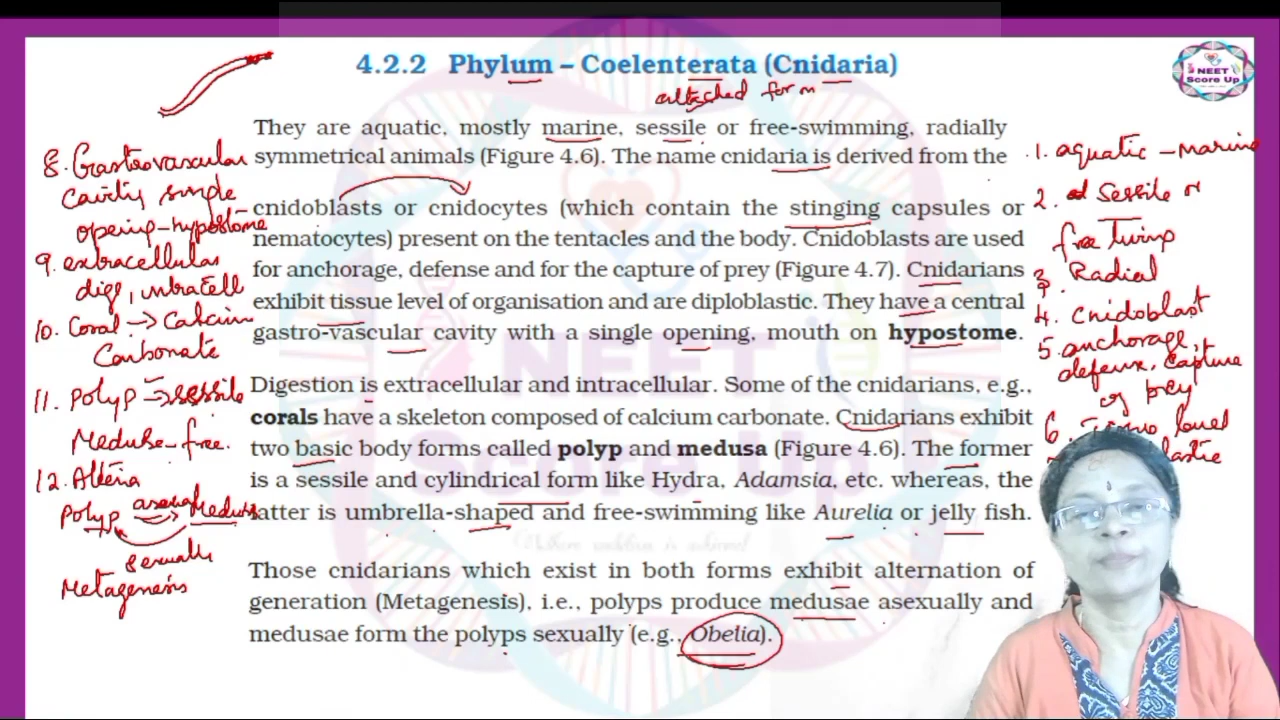 4.2.2 Phylum – Coelenterata (Cnidaria)
attached form
They are aquatic, mostly marine, sessile or free-swimming, radially
symmetrical animals (Figure 4.6). The name cnidaria is derived from the
cnidoblasts or cnidocytes (which contain the stinging capsules or
nematocytes) present on the tentacles and the body. Cnidoblasts are used
for anchorage, defense and for the capture of prey (Figure 4.7). Cnidarians
exhibit tissue level of organisation and are diploblastic. They have a central
gastro-vascular cavity with a single opening, mouth on hypostome.
Digestion is extracellular and intracellular. Some of the cnidarians, e.g.,
corals have a skeleton composed of calcium carbonate. Cnidarians exhibit
two basic body forms called polyp and medusa (Figure 4.6). The former
is a sessile and cylindrical form like Hydra, Adamsia, etc. whereas, the
latter is umbrella-shaped and free-swimming like Aurelia or jelly fish.
Those cnidarians which exist in both forms exhibit alternation of
generation (Metagenesis), i.e., polyps produce medusae asexually and
medusae form the polyps sexually (e.g., Obelia).
8. Gastrovascular
Cavity single
opening-hypostome
9. extracellular
dig, intracell
10. Coral → Calcium
Carbonate
11. Polyp → sessile
Medusae-free.
12.
Polyp asexual Medusa
sexually
Metagenesis
1. aquatic – marine
2. Sessile or
free
3. Radial
4. Cnidoblast
5. anchorage,
defense, capture
of prey
6. level
NEET
Score Up
NEET
Score Up